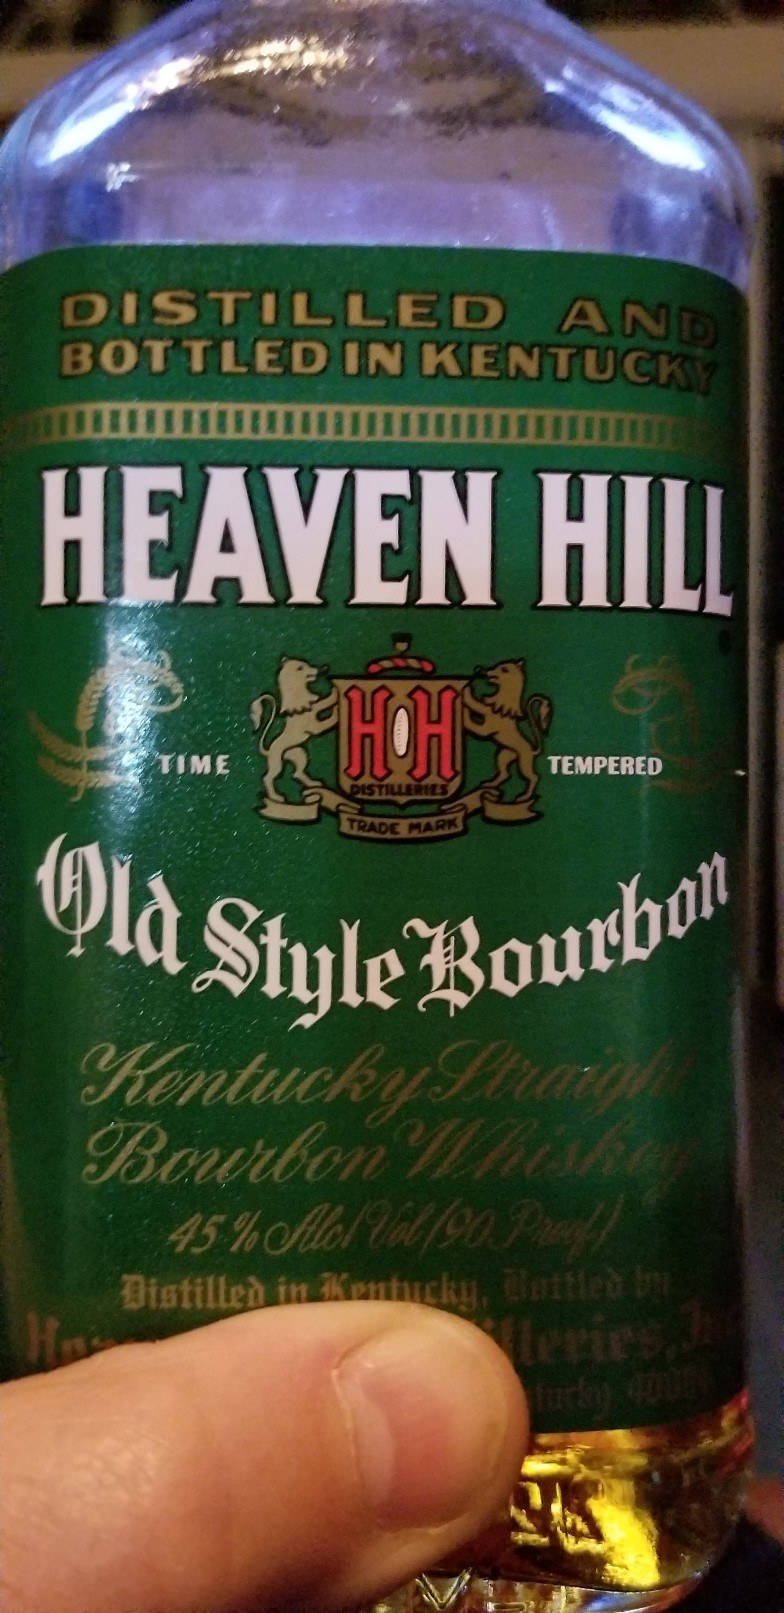 DISTILLED AND
BOTTLED IN KENTUCKY
HEAVEN HILL
H H
DISTILLERIES
TIME
TEMPERED
TRADE MARK
Old Style Bourbon
Kentucky Straight
Bourbon Whiskey
45% Alc/Vol (90 Proof)
Distilled in Kentucky, Bottled by